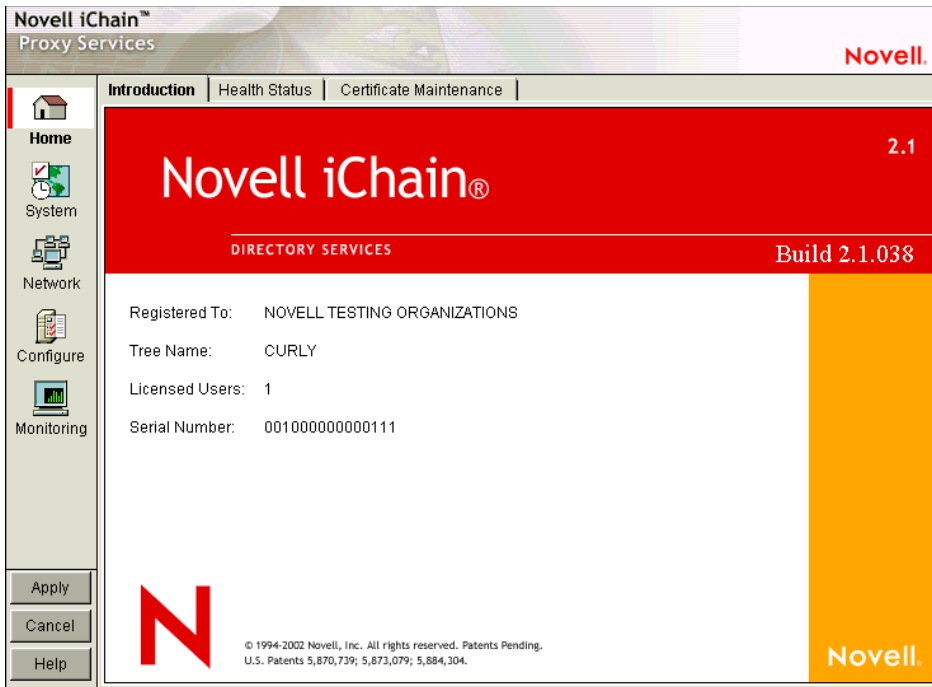 Novell iChain™
Proxy Services
Novell.
Introduction Health Status Certificate Maintenance
Home
System
Network
Configure
Monitoring
2.1
Novell iChain®
DIRECTORY SERVICES
Build 2.1.038
Registered To: NOVELL TESTING ORGANIZATIONS
Tree Name: CURLY
Licensed Users: 1
Serial Number: 001000000000111
Apply
Cancel
Help
N
© 1994-2002 Novell, Inc. All rights reserved. Patents Pending.
U.S. Patents 5,870,739; 5,873,079; 5,884,304.
Novell.